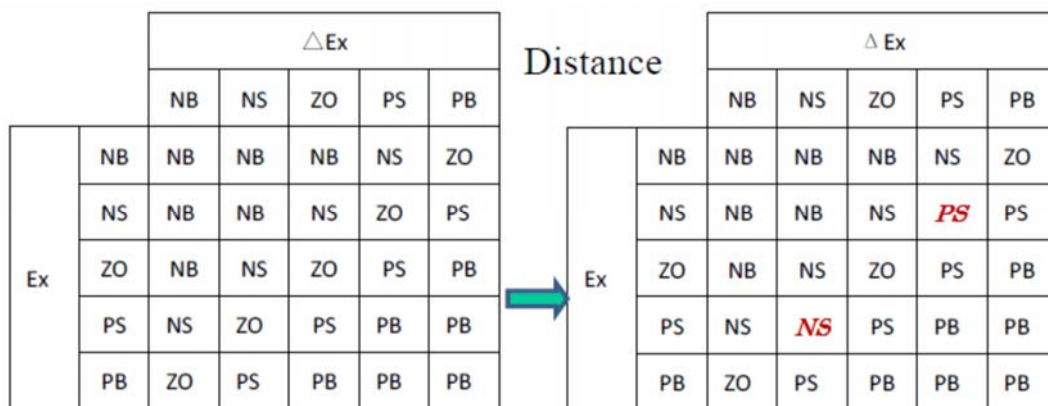 △Ex
NB NS ZO PS PB
Ex
NB NB NB NB NS ZO
NS NB NB NS ZO PS
ZO NB NS ZO PS PB
PS NS ZO PS PB PB
PB ZO PS PB PB PB
Distance
Δ Ex
NB NS ZO PS PB
Ex
NB NB NB NB NS ZO
NS NB NB NS PS PS
ZO NB NS ZO PS PB
PS NS NS PS PB PB
PB ZO PS PB PB PB